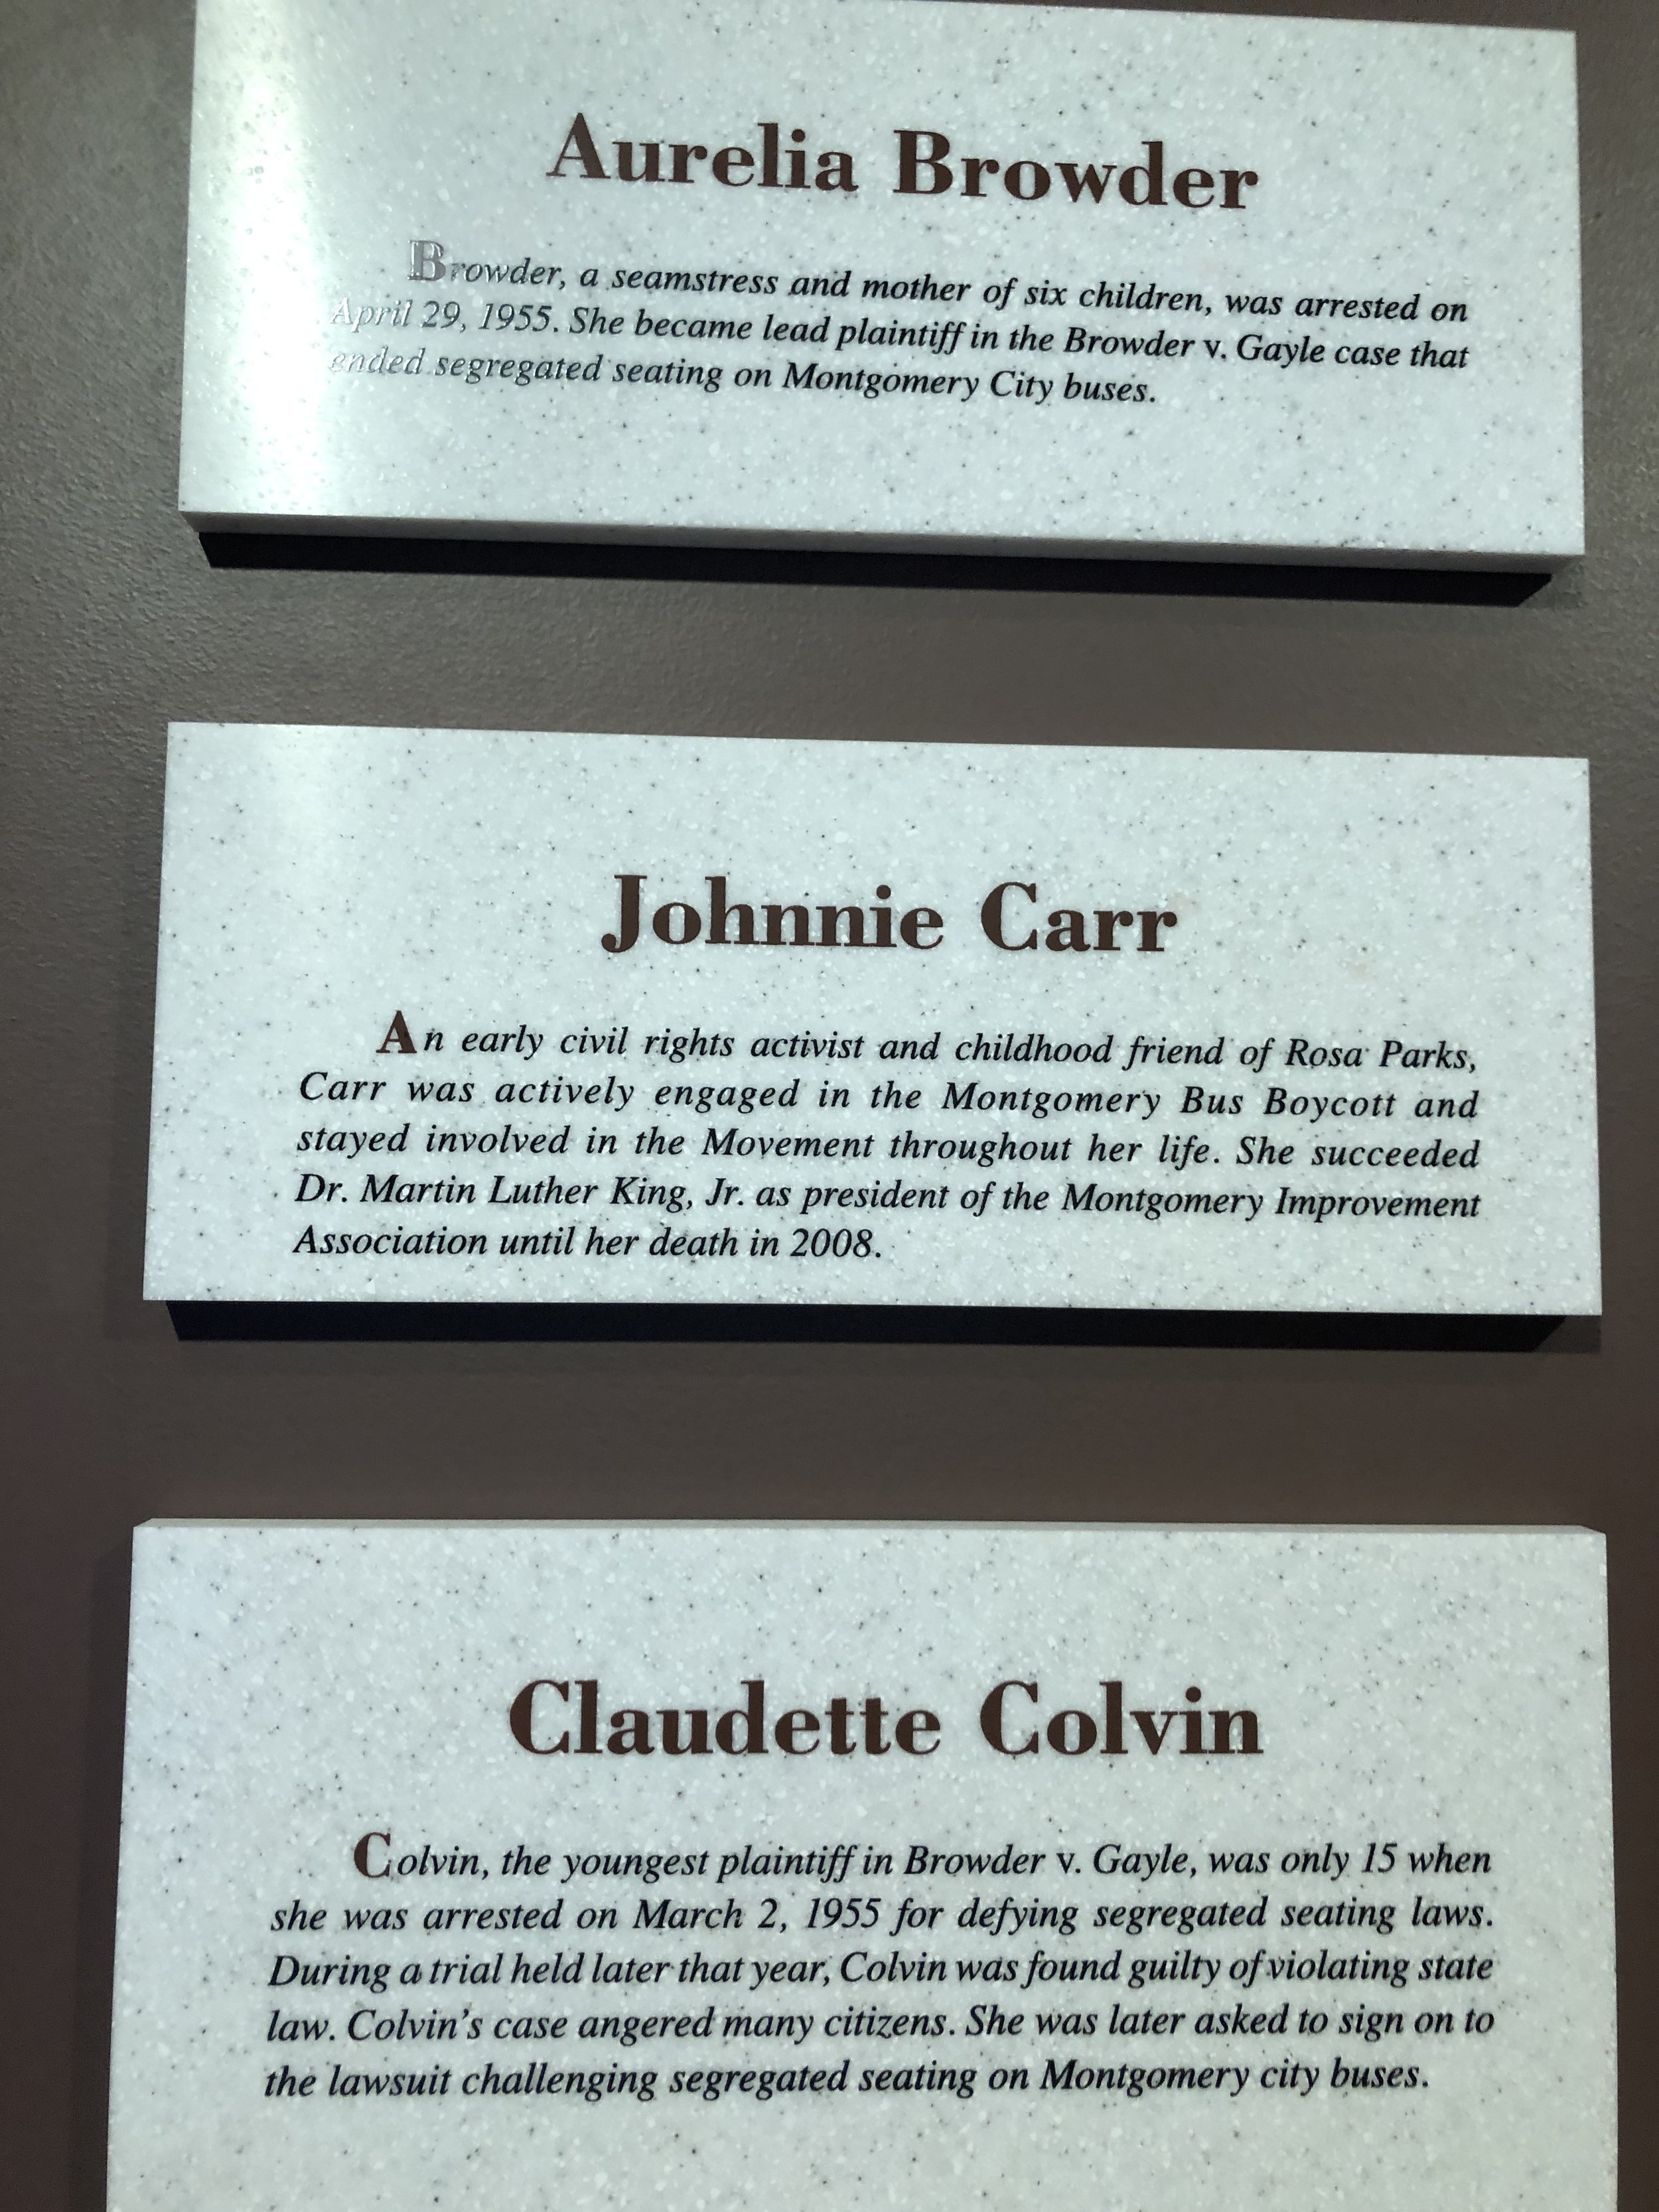 Aurelia Browder
Browder, a seamstress and mother of six children, was arrested on
April 29, 1955. She became lead plaintiff in the Browder v. Gayle case that
ended segregated seating on Montgomery City buses.
Johnnie Carr
An early civil rights activist and childhood friend of Rosa Parks,
Carr was actively engaged in the Montgomery Bus Boycott and
stayed involved in the Movement throughout her life. She succeeded
Dr. Martin Luther King, Jr. as president of the Montgomery Improvement
Association until her death in 2008.
Claudette Colvin
Colvin, the youngest plaintiff in Browder v. Gayle, was only 15 when
she was arrested on March 2, 1955 for defying segregated seating laws.
During a trial held later that year, Colvin was found guilty of violating state
law. Colvin's case angered many citizens. She was later asked to sign on to
the lawsuit challenging segregated seating on Montgomery city buses.